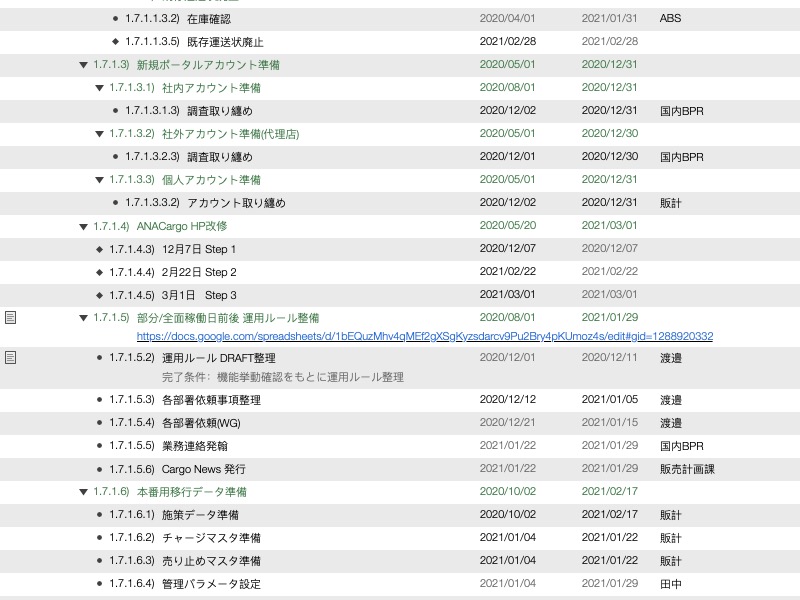 1.7.1.1.3.2) 在庫確認 2020/04/01 2021/01/31 ABS
1.7.1.1.3.5) 既存運送状廃止 2021/02/28 2021/02/28
1.7.1.3) 新規ポータルアカウント準備 2020/05/01 2020/12/31
1.7.1.3.1) 社内アカウント準備 2020/08/01 2020/12/31
1.7.1.3.1.3) 調査取り纏め 2020/12/02 2020/12/31 国内BPR
1.7.1.3.2) 社外アカウント準備(代理店) 2020/05/01 2020/12/30
1.7.1.3.2.3) 調査取り纏め 2020/12/01 2020/12/30 国内BPR
1.7.1.3.3) 個人アカウント準備 2020/05/01 2020/12/31
1.7.1.3.3.2) アカウント取り纏め 2020/12/02 2020/12/31 販計
1.7.1.4) ANACargo HP改修 2020/05/20 2021/03/01
1.7.1.4.3) 12月7日 Step 1 2020/12/07 2020/12/07
1.7.1.4.4) 2月22日 Step 2 2021/02/22 2021/02/22
1.7.1.4.5) 3月1日 Step 3 2021/03/01 2021/03/01
1.7.1.5) 部分/全面稼働日前後 運用ルール整備 2020/08/01 2021/01/29
https://docs.google.com/spreadsheets/d/1bEQuzMhv4qMEf2gXSgKyzsdarcv9Pu2Bry4pKUmoz4s/edit#gid=1288920332
1.7.1.5.2) 運用ルール DRAFT整理 2020/12/01 2020/12/11 渡邉
完了条件： 機能挙動確認をもとに運用ルール整理
1.7.1.5.3) 各部署依頼事項整理 2020/12/12 2021/01/05 渡邉
1.7.1.5.4) 各部署依頼(WG) 2020/12/21 2021/01/15 渡邉
1.7.1.5.5) 業務連絡発翰 2021/01/22 2021/01/29 国内BPR
1.7.1.5.6) Cargo News 発行 2021/01/22 2021/01/29 販売計画課
1.7.1.6) 本番用移行データ準備 2020/10/02 2021/02/17
1.7.1.6.1) 施策データ準備 2020/10/02 2021/02/17 販計
1.7.1.6.2) チャージマスタ準備 2021/01/04 2021/01/22 販計
1.7.1.6.3) 売り止めマスタ準備 2021/01/04 2021/01/22 販計
1.7.1.6.4) 管理パラメータ設定 2021/01/04 2021/01/29 田中